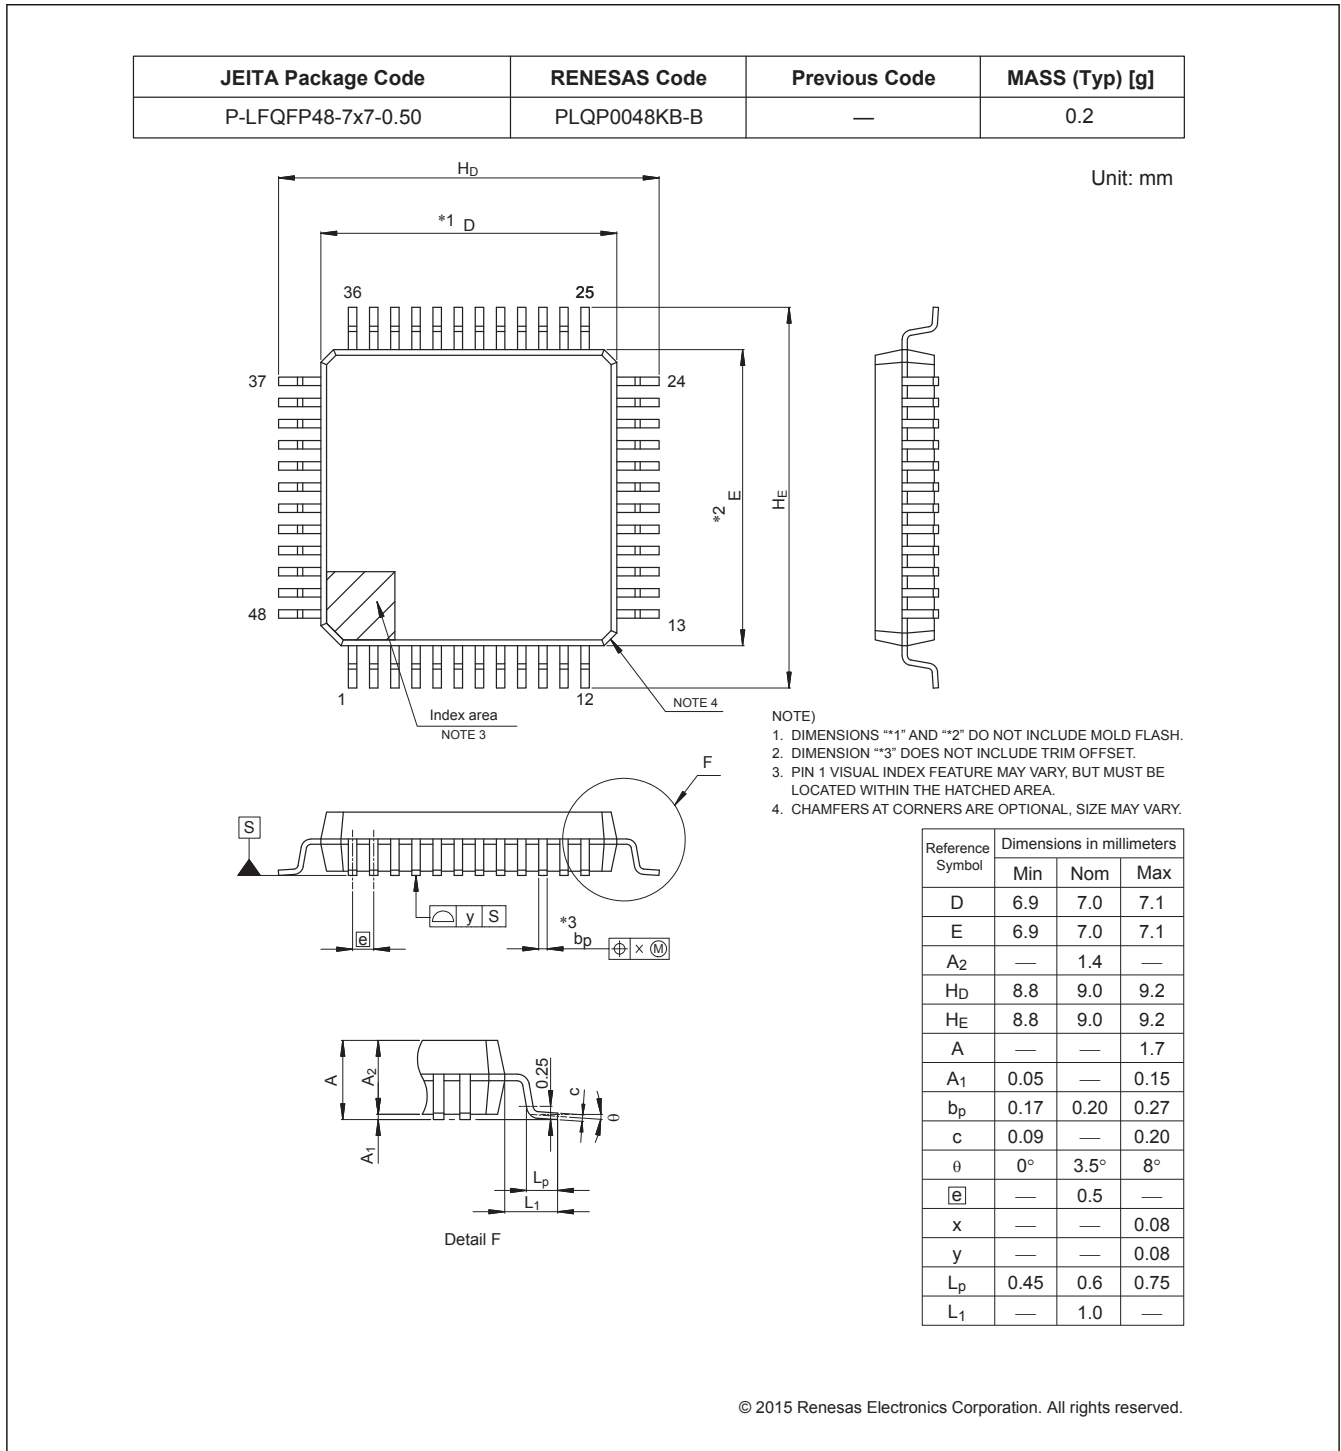 JEITA Package Code RENESAS Code Previous Code MASS (Typ) [g]
P-LFQFP48-7x7-0.50 PLQP0048KB-B — 0.2
Unit: mm
HD
*1 D
36 25
37 24
*2 E
HE
48 13
1 12
Index area
NOTE 3
NOTE 4
NOTE)
1. DIMENSIONS “*1” AND “*2” DO NOT INCLUDE MOLD FLASH.
2. DIMENSION “*3” DOES NOT INCLUDE TRIM OFFSET.
3. PIN 1 VISUAL INDEX FEATURE MAY VARY, BUT MUST BE
LOCATED WITHIN THE HATCHED AREA.
4. CHAMFERS AT CORNERS ARE OPTIONAL, SIZE MAY VARY.
F
S
y S
*3
e bp × Ⓜ
A A2 0.25 c θ
A1
Lp
L1
Detail F
Reference Symbol Dimensions in millimeters
Min Nom Max
D 6.9 7.0 7.1
E 6.9 7.0 7.1
A2 — 1.4 —
HD 8.8 9.0 9.2
HE 8.8 9.0 9.2
A — — 1.7
A1 0.05 — 0.15
bp 0.17 0.20 0.27
c 0.09 — 0.20
θ 0° 3.5° 8°
e — 0.5 —
x — — 0.08
y — — 0.08
Lp 0.45 0.6 0.75
L1 — 1.0 —
© 2015 Renesas Electronics Corporation. All rights reserved.